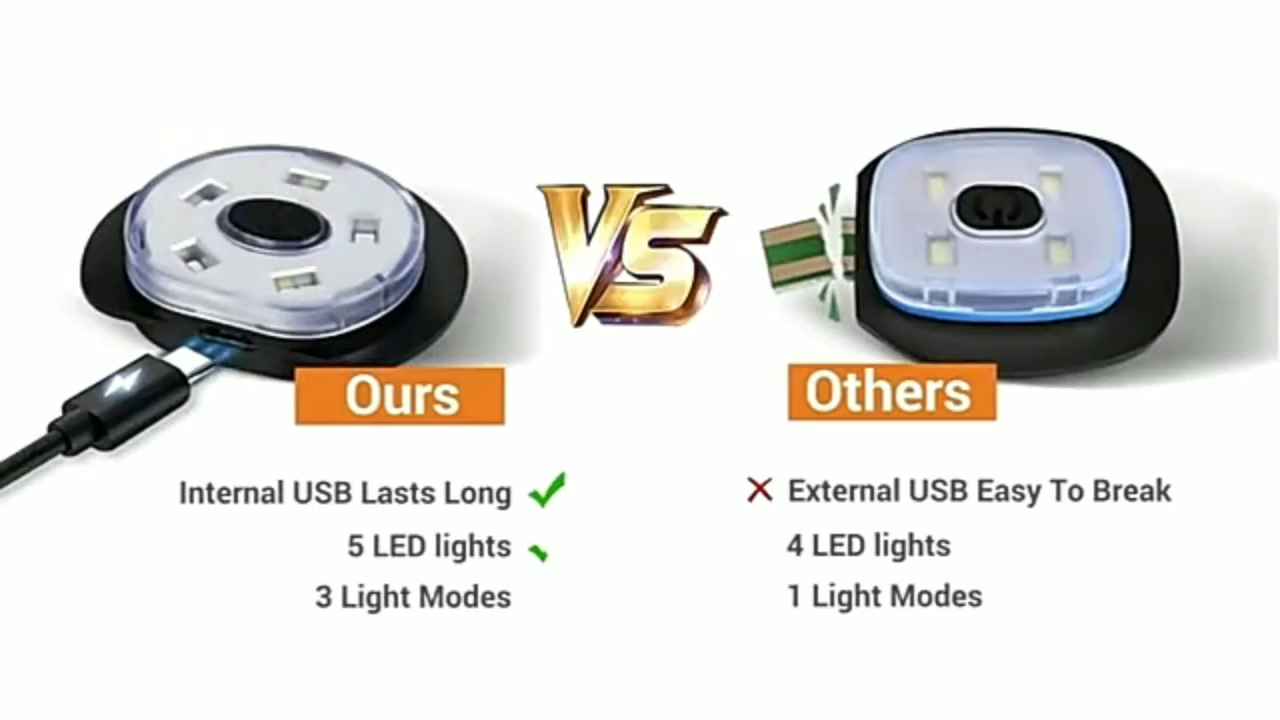 VS
Ours
Others
Internal USB Lasts Long
External USB Easy To Break
5 LED lights
4 LED lights
3 Light Modes
1 Light Modes